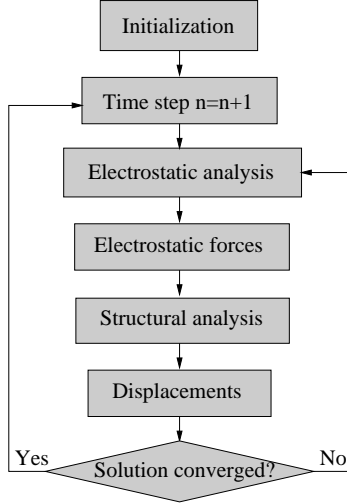 Initialization
Time step n=n+1
Electrostatic analysis
Electrostatic forces
Structural analysis
Displacements
Yes
Solution converged?
No